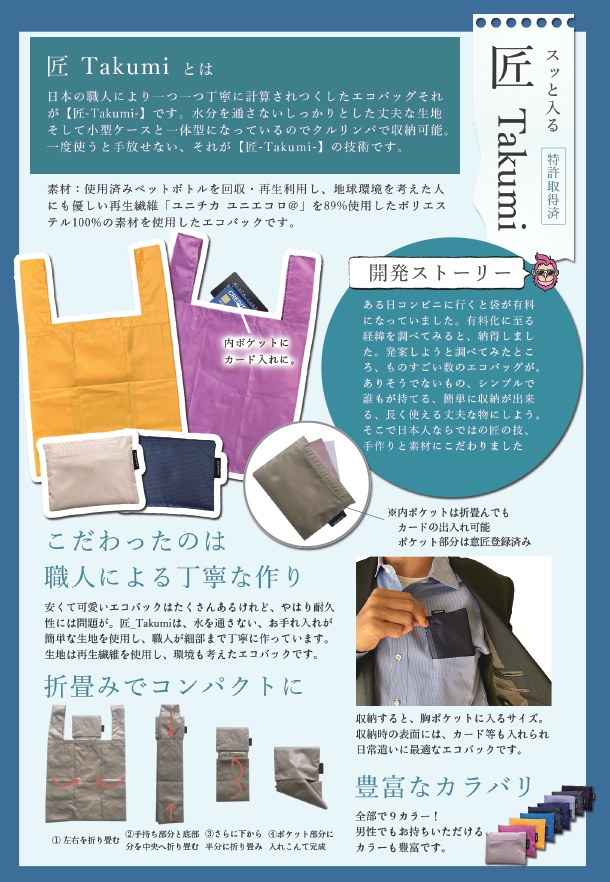 スッと入る
匠 Takumi
特許取得済
匠 Takumi とは
日本の職人により一つ一つ丁寧に計算されつくしたエコバッグそれ
が【匠-Takumi-】です。水分を通さないしっかりとした丈夫な生地
そして小型ケースと一体型になっているのでクルリンパで収納可能。
一度使うと手放せない、それが【匠-Takumi-】の技術です。
素材：使用済みペットボトルを回収・再生利用し、地球環境を考えた人
にも優しい再生繊維「ユニチカ ユニエコロ@」を89%使用したポリエス
テル100%の素材を使用したエコバックです。
内ポケットに
カード入れに。
開発ストーリー
ある日コンビニに行くと袋が有料
になっていました。有料化に至る
経緯を調べてみると、納得しまし
た。発案しようと調べてみたとこ
ろ、ものすごい数のエコバッグが。
ありそうでないもの、シンプルで
誰もが持てる、簡単に収納が出来
る、長く使える丈夫な物にしよう。
そこで日本人ならではの匠の技、
手作りと素材にこだわりました
※内ポケットは折畳んでも
カードの出入れ可能
ポケット部分は意匠登録済み
こだわったのは
職人による丁寧な作り
安くて可愛いエコバックはたくさんあるけれど、やはり耐久
性には問題が。匠_Takumiは、水を通さない、お手れ入れが
簡単な生地を使用し、職人が細部まで丁寧に作っています。
生地は再生繊維を使用し、環境も考えたエコバックです。
収納すると、胸ポケットに入るサイズ。
収納時の表面には、カード等も入れられ
日常遣いに最適なエコバックです。
折畳みでコンパクトに
①左右を折り畳む
②手持ち部分と底部
分を中央へ折り畳む
③さらに下から
半分に折り畳み
④ポケット部分に
入れこんで完成
豊富なカラバリ
全部で９カラー！
男性でもお持ちいただける
カラーも豊富です。